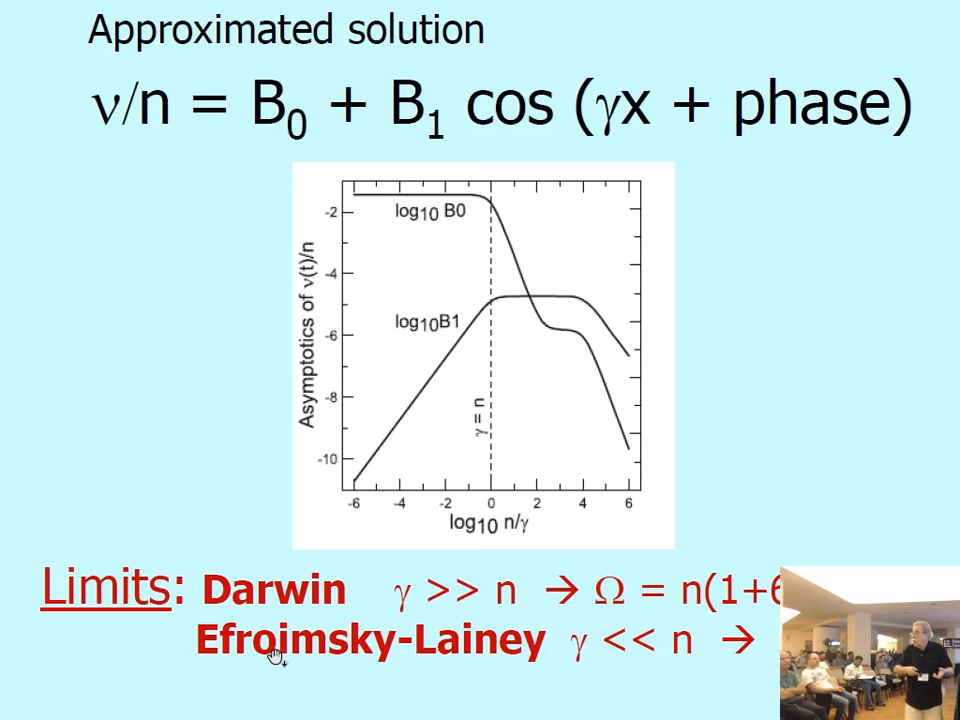 Approximated solution
ν/n = B₀ + B₁ cos (γx + phase)
log10 B0
log10B1
γ = n
Asymptotics of ν(t)/n
-2
-4
-6
-8
-10
-6 -4 -2 0 2 4 6
log10 n/γ
Limits: Darwin γ >> n → Ω = n(1+6
Efroimsky-Lainey γ << n →